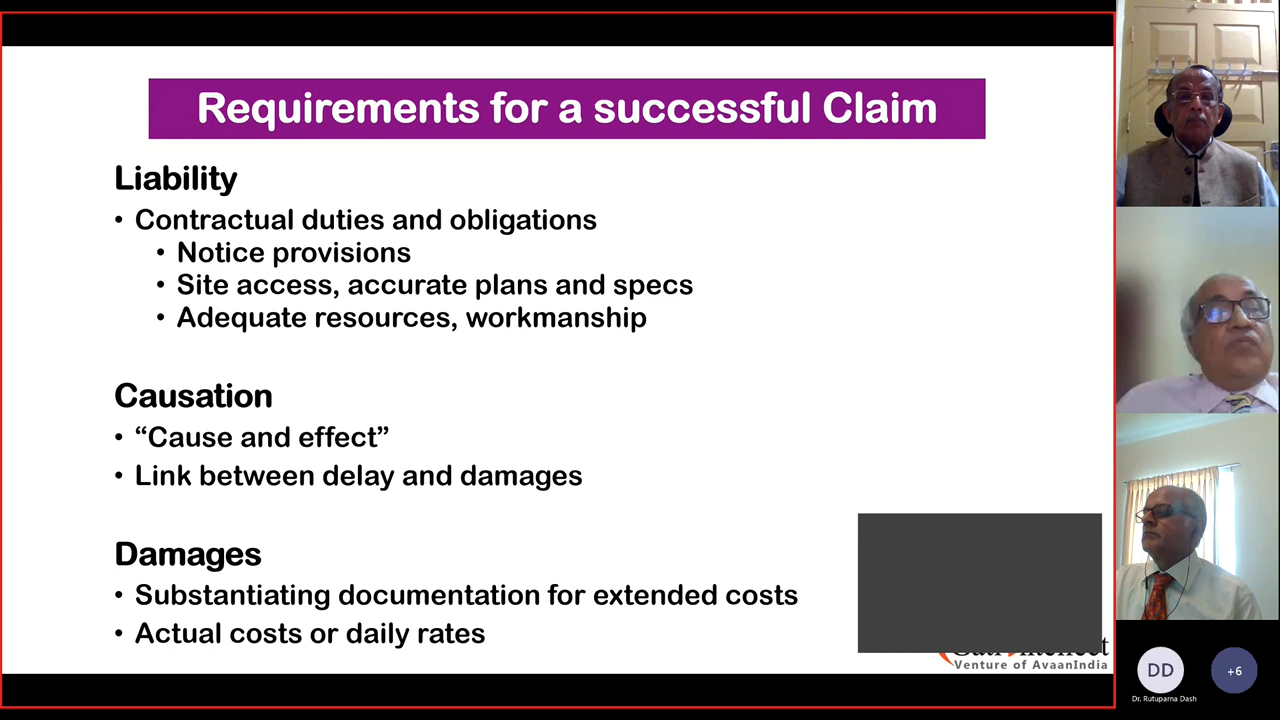 Requirements for a successful Claim
Liability
• Contractual duties and obligations
• Notice provisions
• Site access, accurate plans and specs
• Adequate resources, workmanship
Causation
• “Cause and effect”
• Link between delay and damages
Damages
• Substantiating documentation for extended costs
• Actual costs or daily rates
Venture of AvaanIndia
DD
+6
Dr. Rutuparna Dash